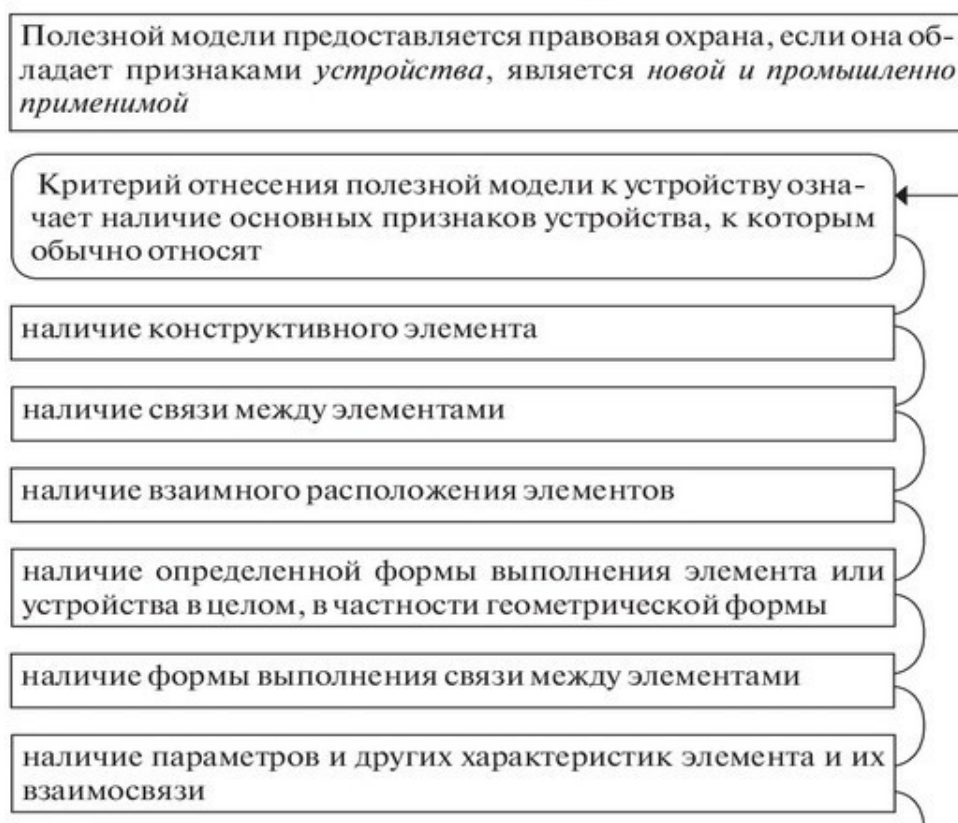 Полезной модели предоставляется правовая охрана, если она об-
ладает признаками устройства, является новой и промышленно
применимой
Критерий отнесения полезной модели к устройству озна-
чает наличие основных признаков устройства, к которым
обычно относят
наличие конструктивного элемента
наличие связи между элементами
наличие взаимного расположения элементов
наличие определенной формы выполнения элемента или
устройства в целом, в частности геометрической формы
наличие формы выполнения связи между элементами
наличие параметров и других характеристик элемента и их
взаимосвязи